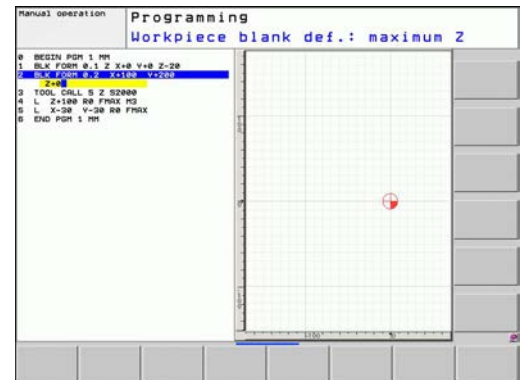 Manual operation
Programming
Workpiece blank def.: maximum Z
0 BEGIN PGM 1 MM
1 BLK FORM 0.1 Z X+0 Y+0 Z-20
2 BLK FORM 0.2 X+100 Y+200
Z+0
3 TOOL CALL 5 Z S2000
4 L Z+100 R0 FMAX M3
5 L X-30 Y-30 R0 FMAX
6 END PGM 1 MM